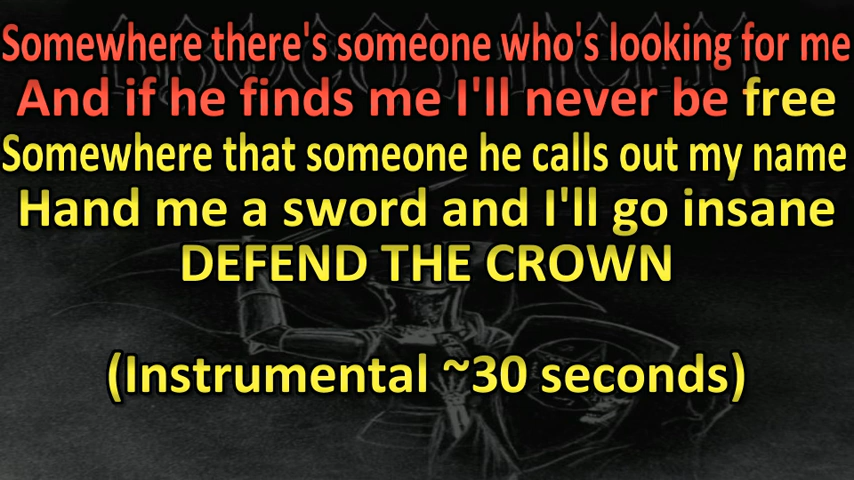 Somewhere there's someone who's looking for me
And if he finds me I'll never be free
Somewhere that someone he calls out my name
Hand me a sword and I'll go insane
DEFEND THE CROWN
(Instrumental ~30 seconds)